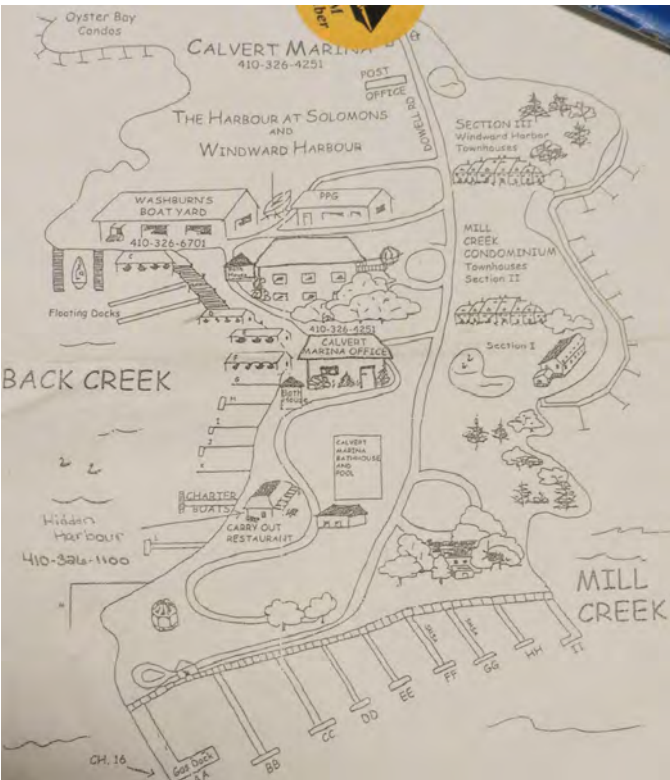 Oyster Bay
Condos
CALVERT MARINA
410-326-4251
POST
OFFICE
DOWELL RD
THE HARBOUR AT SOLOMONS
AND
WINDWARD HARBOUR
SECTION III
Windward Harbor
Townhouses
WASHBURN'S
BOAT YARD
410-326-6701
PPG
C
Bath
House
MILL
CREEK
CONDOMINIUM
Townhouses
Section II
Floating Docks
D
410-326-4251
CALVERT
MARINA OFFICE
Section I
BACK CREEK
F
G
Bath
House
H
I
J
K
CALVERT
MARINA
BATHHOUSE
AND
POOL
CHARTER
BOATS
CARRY OUT
RESTAURANT
Hidden
Harbour
410-326-1100
L
MILL
CREEK
II
HH
GG
FF
EE
DD
CC
BB
Gas Dock
AA
CH. 16